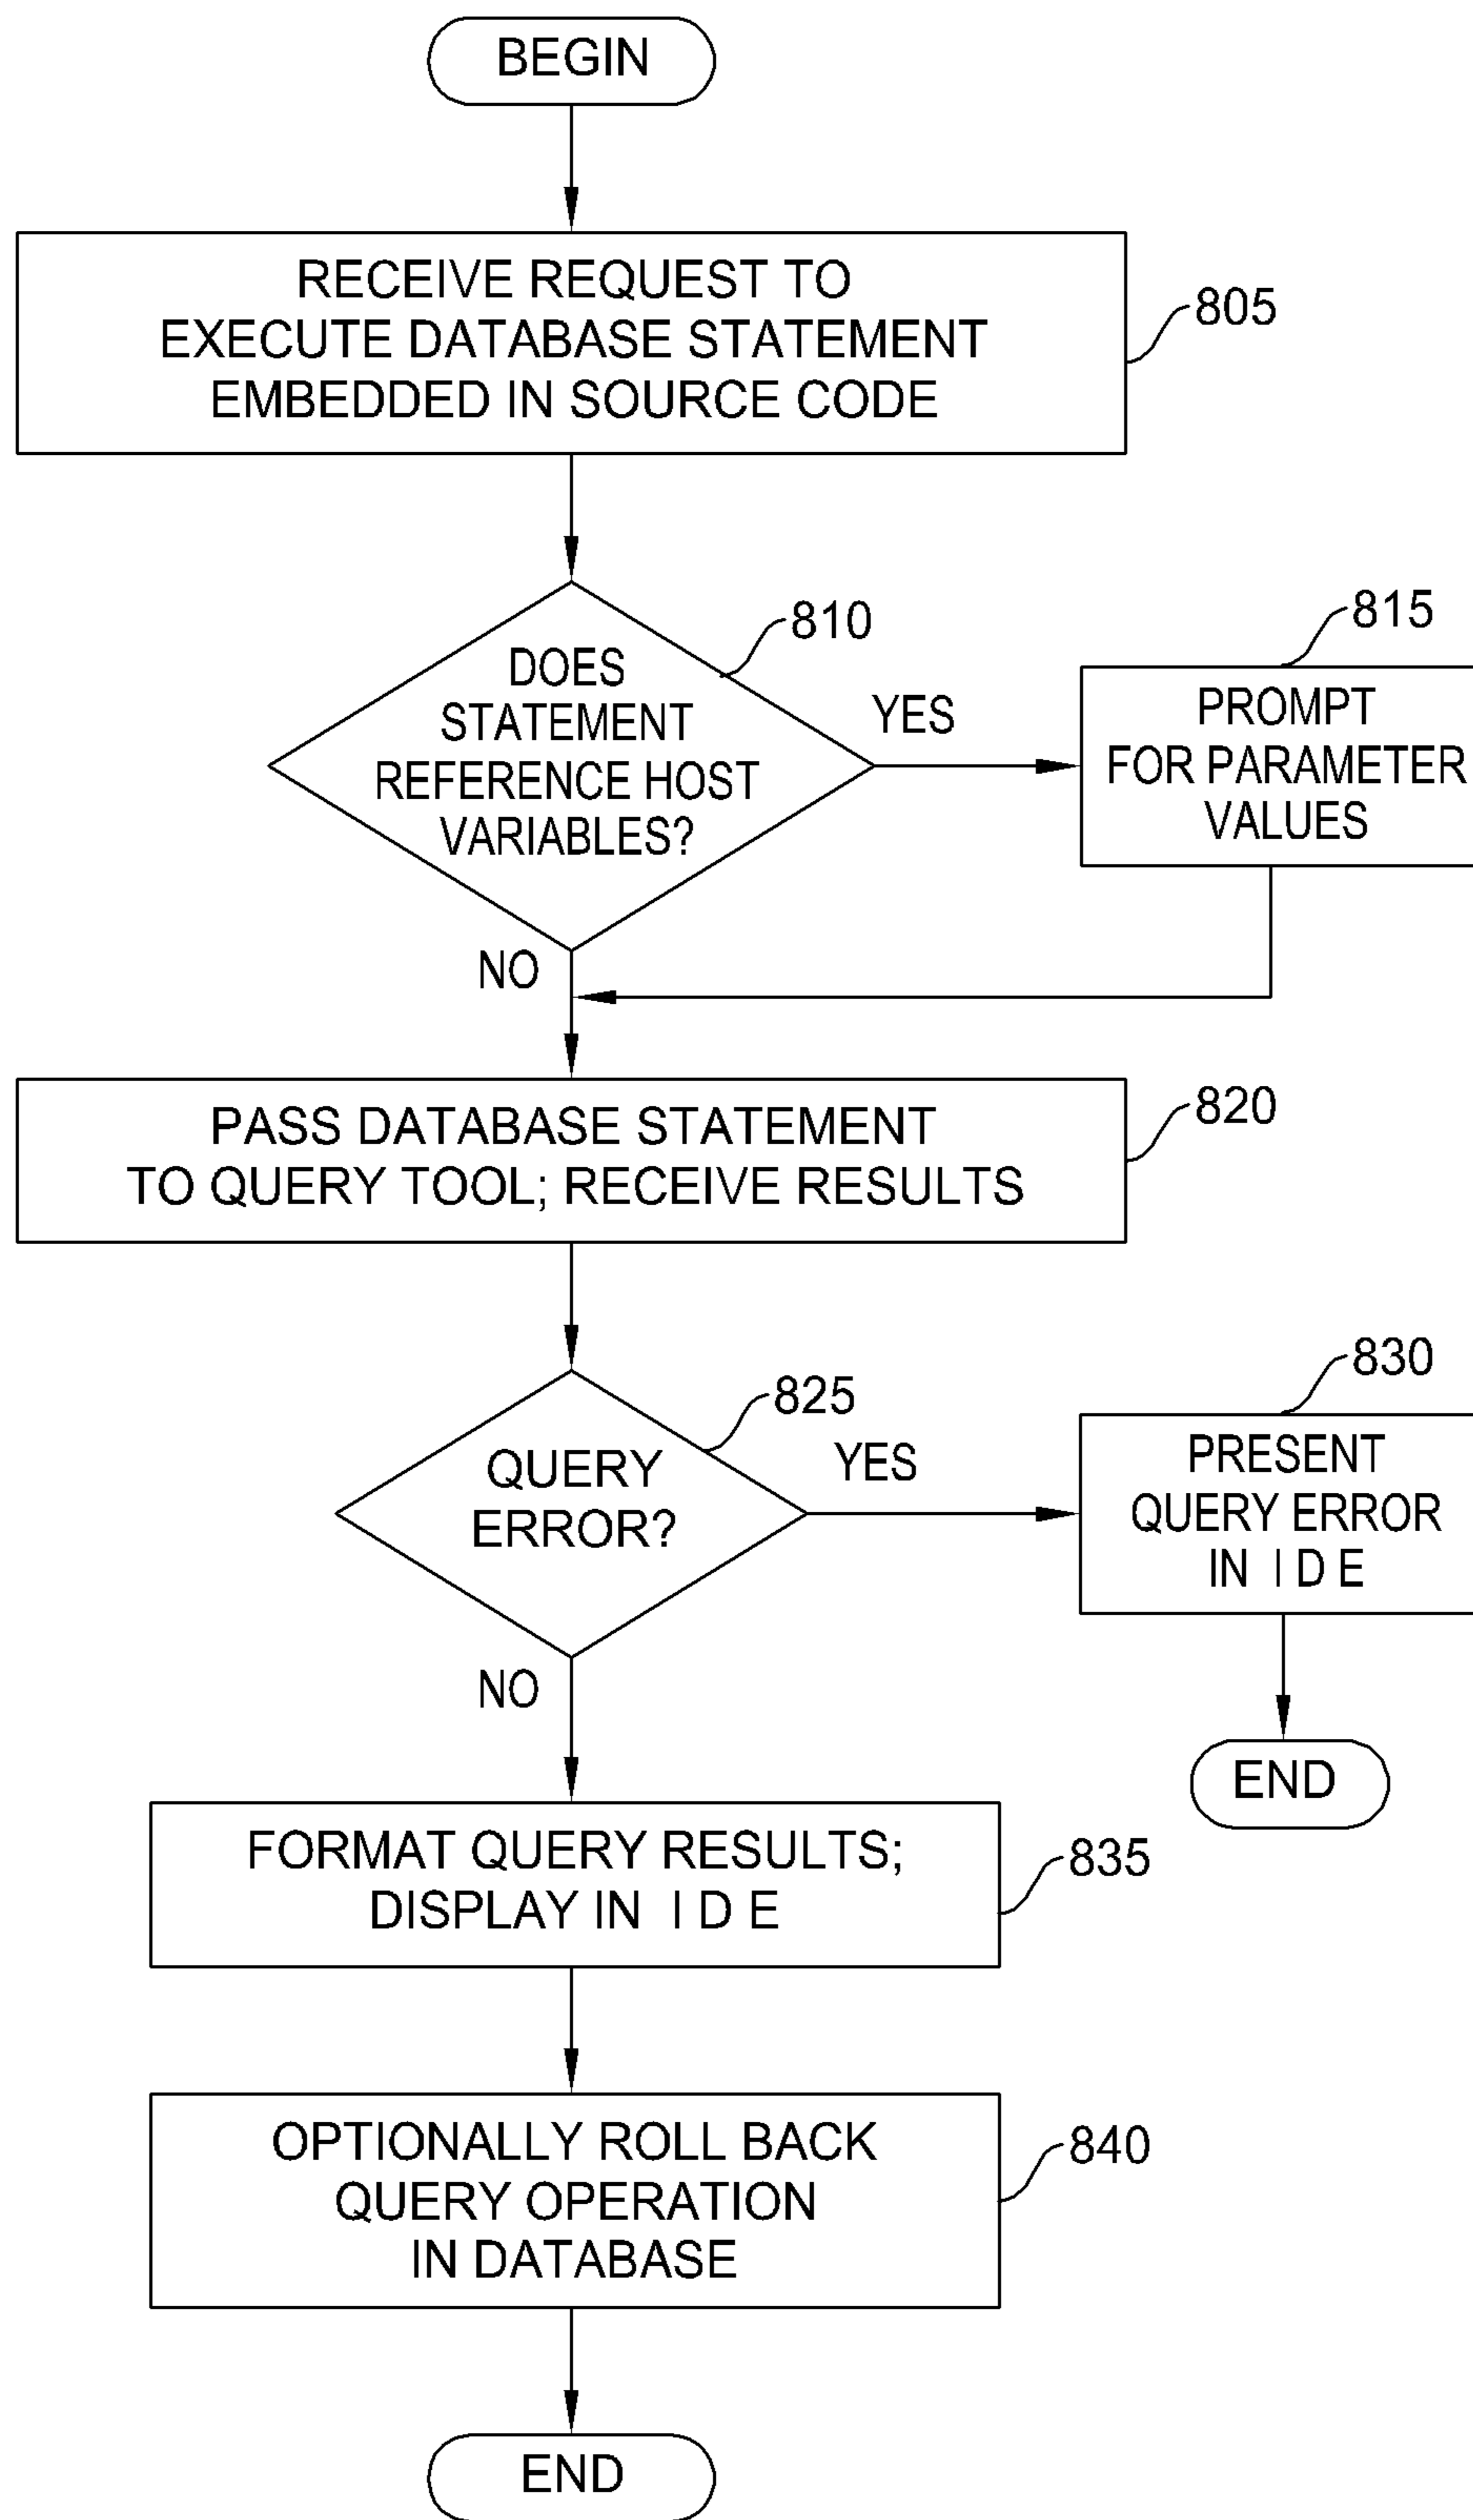 BEGIN
RECEIVE REQUEST TO
EXECUTE DATABASE STATEMENT
EMBEDDED IN SOURCE CODE
805
810
DOES
STATEMENT
REFERENCE HOST
VARIABLES?
YES
815
PROMPT
FOR PARAMETER
VALUES
NO
PASS DATABASE STATEMENT
TO QUERY TOOL; RECEIVE RESULTS
820
825
QUERY
ERROR?
YES
830
PRESENT
QUERY ERROR
IN I D E
NO
END
FORMAT QUERY RESULTS;
DISPLAY IN I D E
835
OPTIONALLY ROLL BACK
QUERY OPERATION
IN DATABASE
840
END